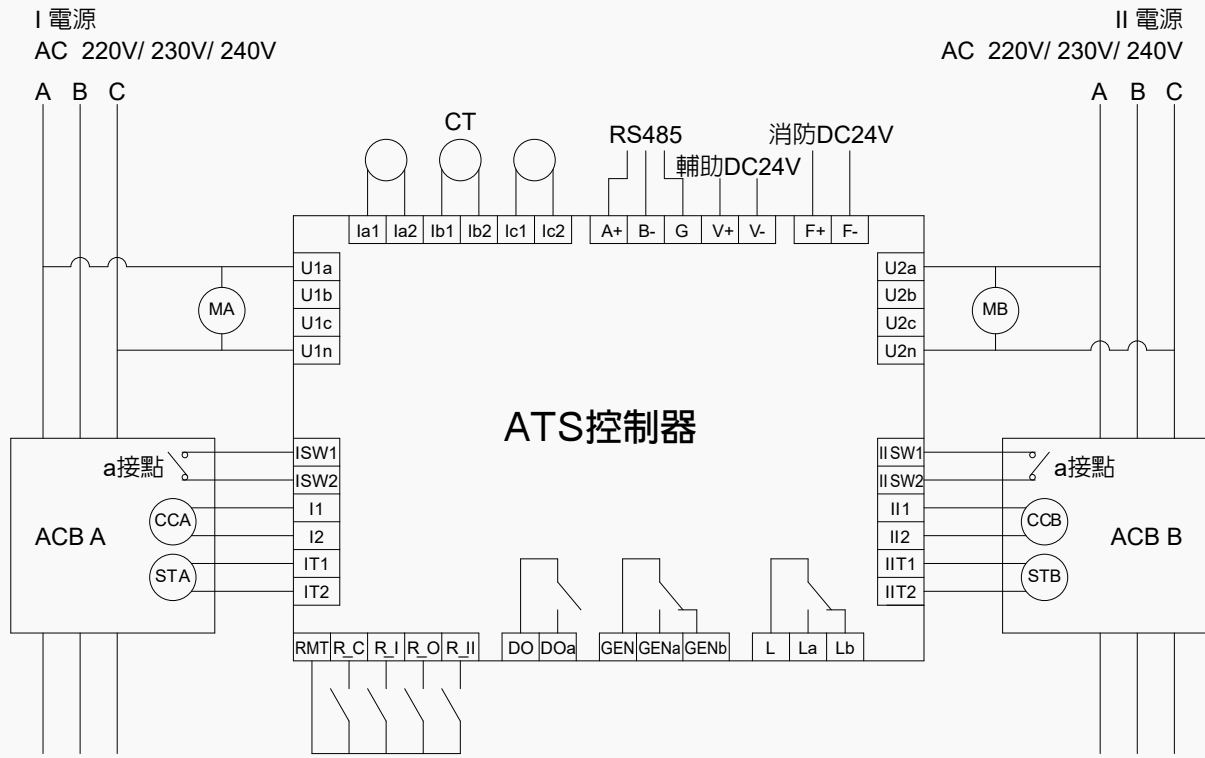 I 電源
AC 220V/ 230V/ 240V
A B C
II 電源
AC 220V/ 230V/ 240V
A B C
CT
RS485
輔助DC24V
消防DC24V
Ia1 Ia2 Ib1 Ib2 Ic1 Ic2
A+ B- G V+ V-
F+ F-
U1a
U1b
U1c
U1n
MA
U2a
U2b
U2c
U2n
MB
ATS控制器
a接點
ACB A
CCA
STA
ISW1
ISW2
I1
I2
IT1
IT2
IISW1
IISW2
II1
II2
IIT1
IIT2
a接點
CCB
STB
ACB B
RMT R_C R_I R_O R_II
DO DOa
GEN GENa GENb
L La Lb